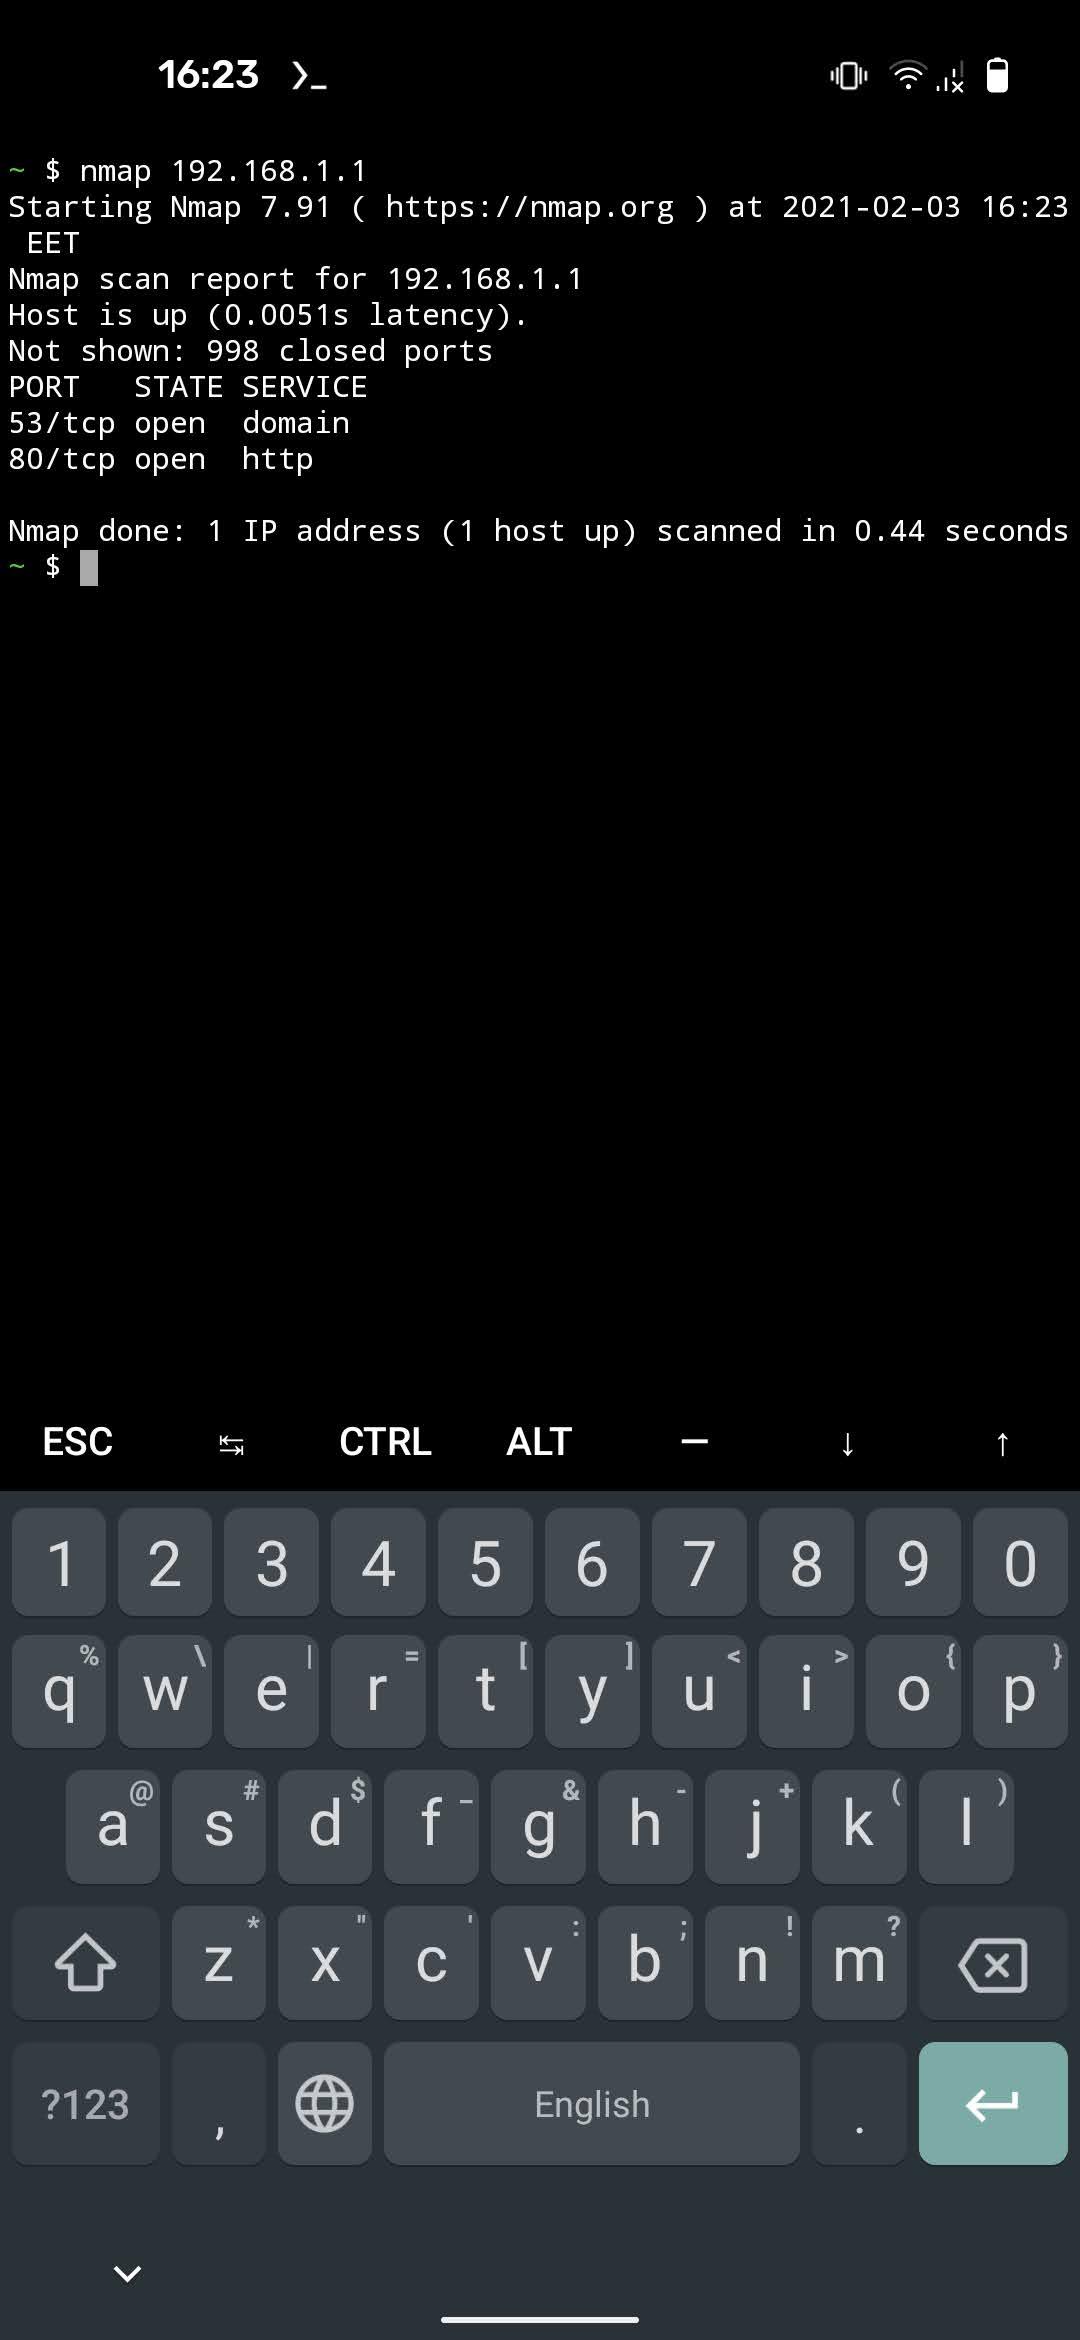 16:23
~ $ nmap 192.168.1.1
Starting Nmap 7.91 ( https://nmap.org ) at 2021-02-03 16:23
 EET
Nmap scan report for 192.168.1.1
Host is up (0.0051s latency).
Not shown: 998 closed ports
PORT   STATE SERVICE
53/tcp open  domain
80/tcp open  http

Nmap done: 1 IP address (1 host up) scanned in 0.44 seconds
~ $
ESC ↹ CTRL ALT — ↓ ↑
1 2 3 4 5 6 7 8 9 0
q % w \ e | r = t [ y ] u < i > o { p }
a @ s # d $ f _ g & h - j + k ( l )
z * x " c ' v : b ; n ! m ?
?123 , English .